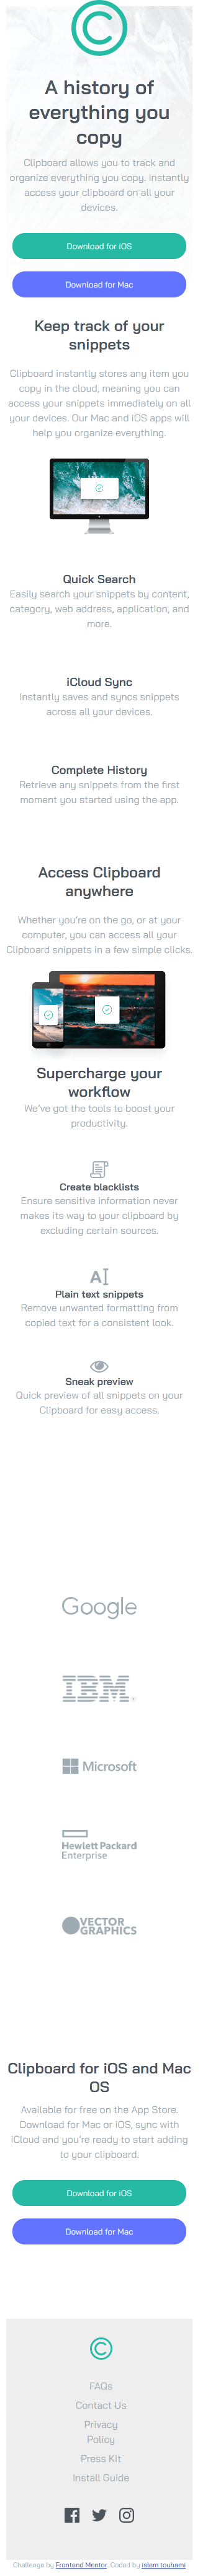 A history of
everything you
copy
Clipboard allows you to track and
organize everything you copy. Instantly
access your clipboard on all your
devices.
Download for iOS
Download for Mac
Keep track of your
snippets
Clipboard instantly stores any item you
copy in the cloud, meaning you can
access your snippets immediately on all
your devices. Our Mac and iOS apps will
help you organize everything.
Quick Search
Easily search your snippets by content,
category, web address, application, and
more.
iCloud Sync
Instantly saves and syncs snippets
across all your devices.
Complete History
Retrieve any snippets from the first
moment you started using the app.
Access Clipboard
anywhere
Whether you're on the go, or at your
computer, you can access all your
Clipboard snippets in a few simple clicks.
Supercharge your
workflow
We've got the tools to boost your
productivity.
Create blacklists
Ensure sensitive information never
makes its way to your clipboard by
excluding certain sources.
Plain text snippets
Remove unwanted formatting from
copied text for a consistent look.
Sneak preview
Quick preview of all snippets on your
Clipboard for easy access.
Google
IBM
Microsoft
Hewlett Packard
Enterprise
VECTOR
GRAPHICS
Clipboard for iOS and Mac
OS
Available for free on the App Store.
Download for Mac or iOS, sync with
iCloud and you're ready to start adding
to your clipboard.
Download for iOS
Download for Mac
FAQs
Contact Us
Privacy
Policy
Press Kit
Install Guide
Challenge by Frontend Mentor. Coded by islem touhami